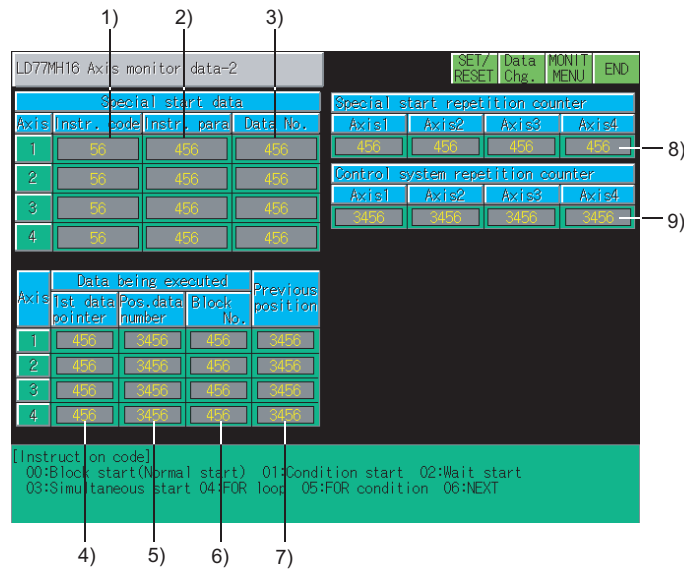 1) 2) 3)
LD77MH16 Axis monitor data-2
SET/ RESET
Data Chg.
MONIT MENU
END
Special start data
Axis Instr. code Instr. para Data No.
1 56 456 456
2 56 456 456
3 56 456 456
4 56 456 456
Special start repetition counter
Axis1 Axis2 Axis3 Axis4
456 456 456 456 8)
Control system repetition counter
Axis1 Axis2 Axis3 Axis4
3456 3456 3456 3456 9)
Data being executed
Axis 1st data pointer Pos.data number Block No. Previous position
1 456 3456 456 3456
2 456 3456 456 3456
3 456 3456 456 3456
4 456 3456 456 3456
[Instruction code]
00:Block start(Normal start) 01:Condition start 02:Wait start
03:Simultaneous start 04:FOR loop 05:FOR condition 06:NEXT
4) 5) 6) 7)